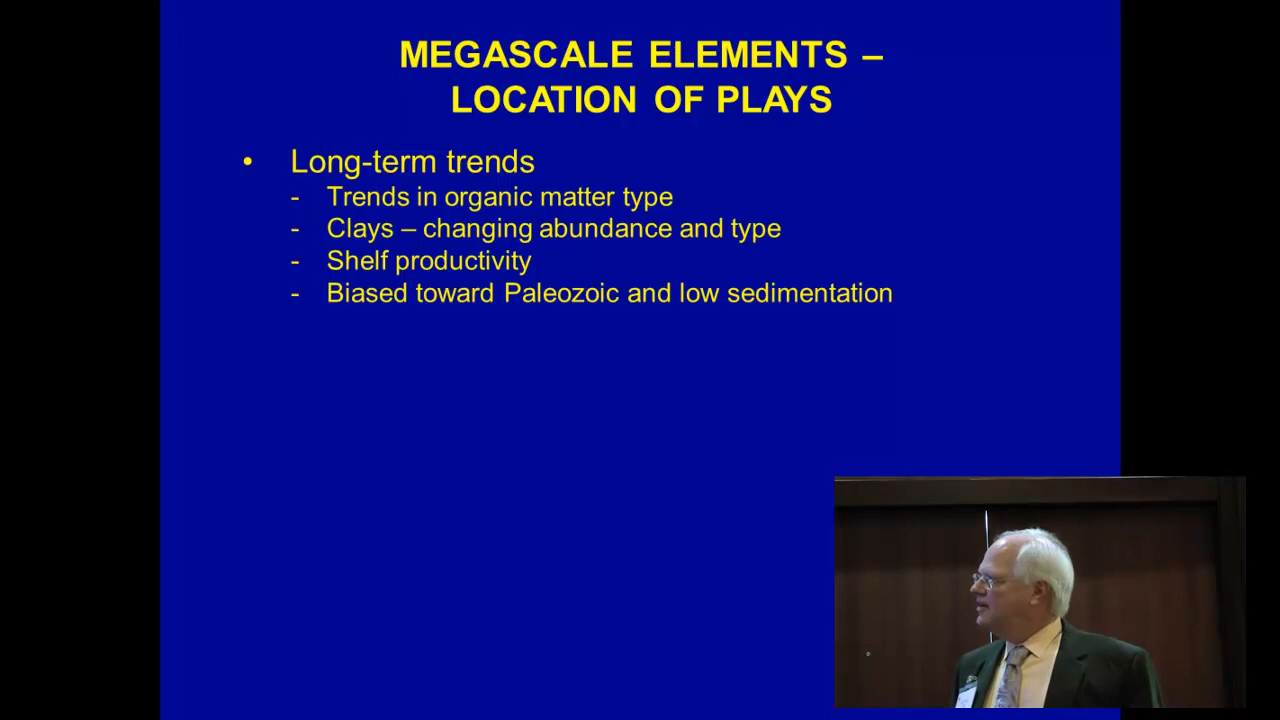 MEGASCALE ELEMENTS –
LOCATION OF PLAYS
• Long-term trends
- Trends in organic matter type
- Clays – changing abundance and type
- Shelf productivity
- Biased toward Paleozoic and low sedimentation